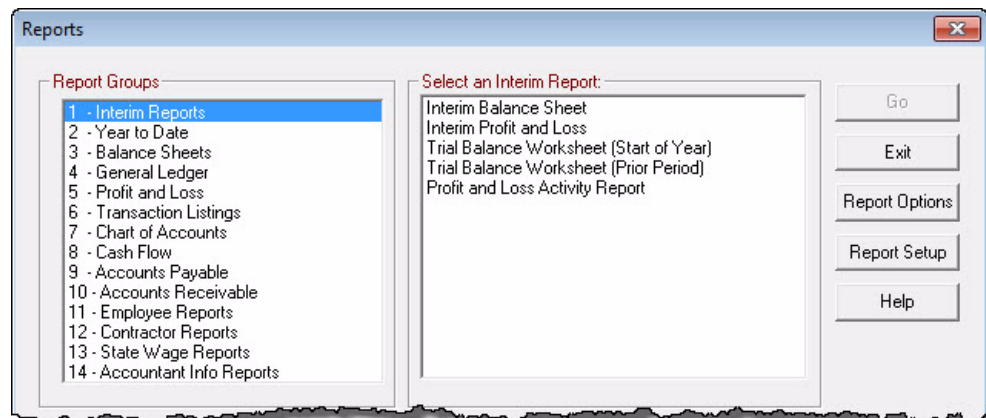 Reports
Report Groups
1 - Interim Reports
2 - Year to Date
3 - Balance Sheets
4 - General Ledger
5 - Profit and Loss
6 - Transaction Listings
7 - Chart of Accounts
8 - Cash Flow
9 - Accounts Payable
10 - Accounts Receivable
11 - Employee Reports
12 - Contractor Reports
13 - State Wage Reports
14 - Accountant Info Reports
Select an Interim Report:
Interim Balance Sheet
Interim Profit and Loss
Trial Balance Worksheet (Start of Year)
Trial Balance Worksheet (Prior Period)
Profit and Loss Activity Report
Go
Exit
Report Options
Report Setup
Help